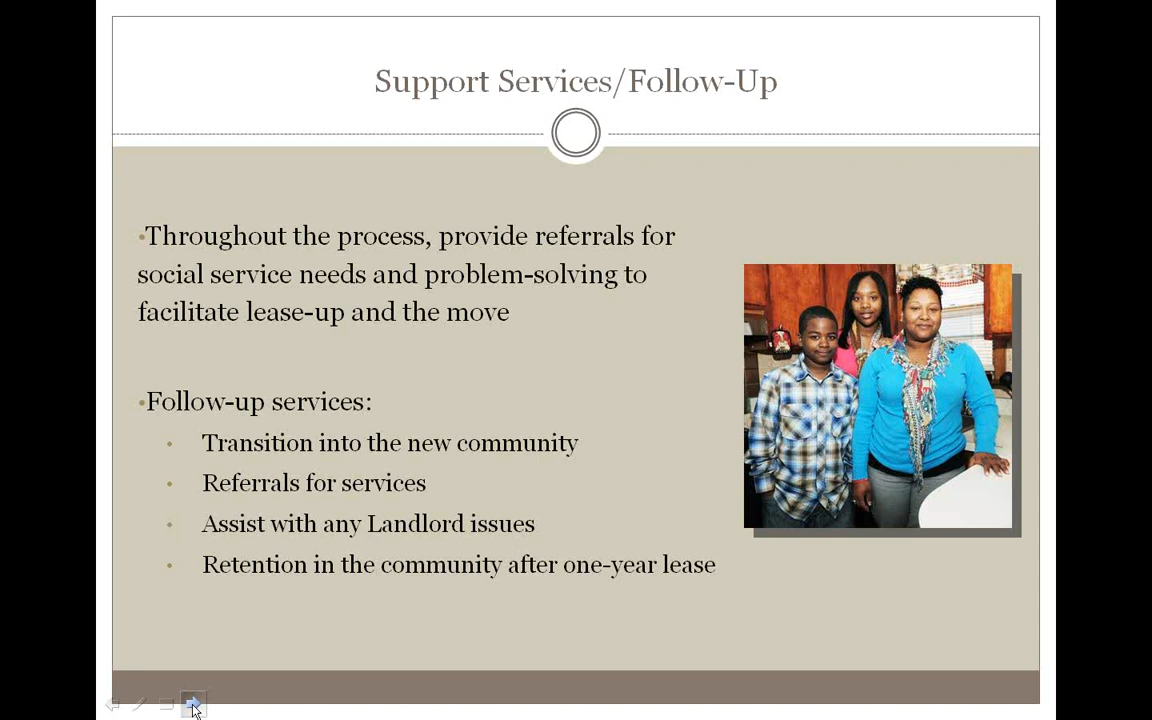 Support Services/Follow-Up
•Throughout the process, provide referrals for
social service needs and problem-solving to
facilitate lease-up and the move
•Follow-up services:
• Transition into the new community
• Referrals for services
• Assist with any Landlord issues
• Retention in the community after one-year lease